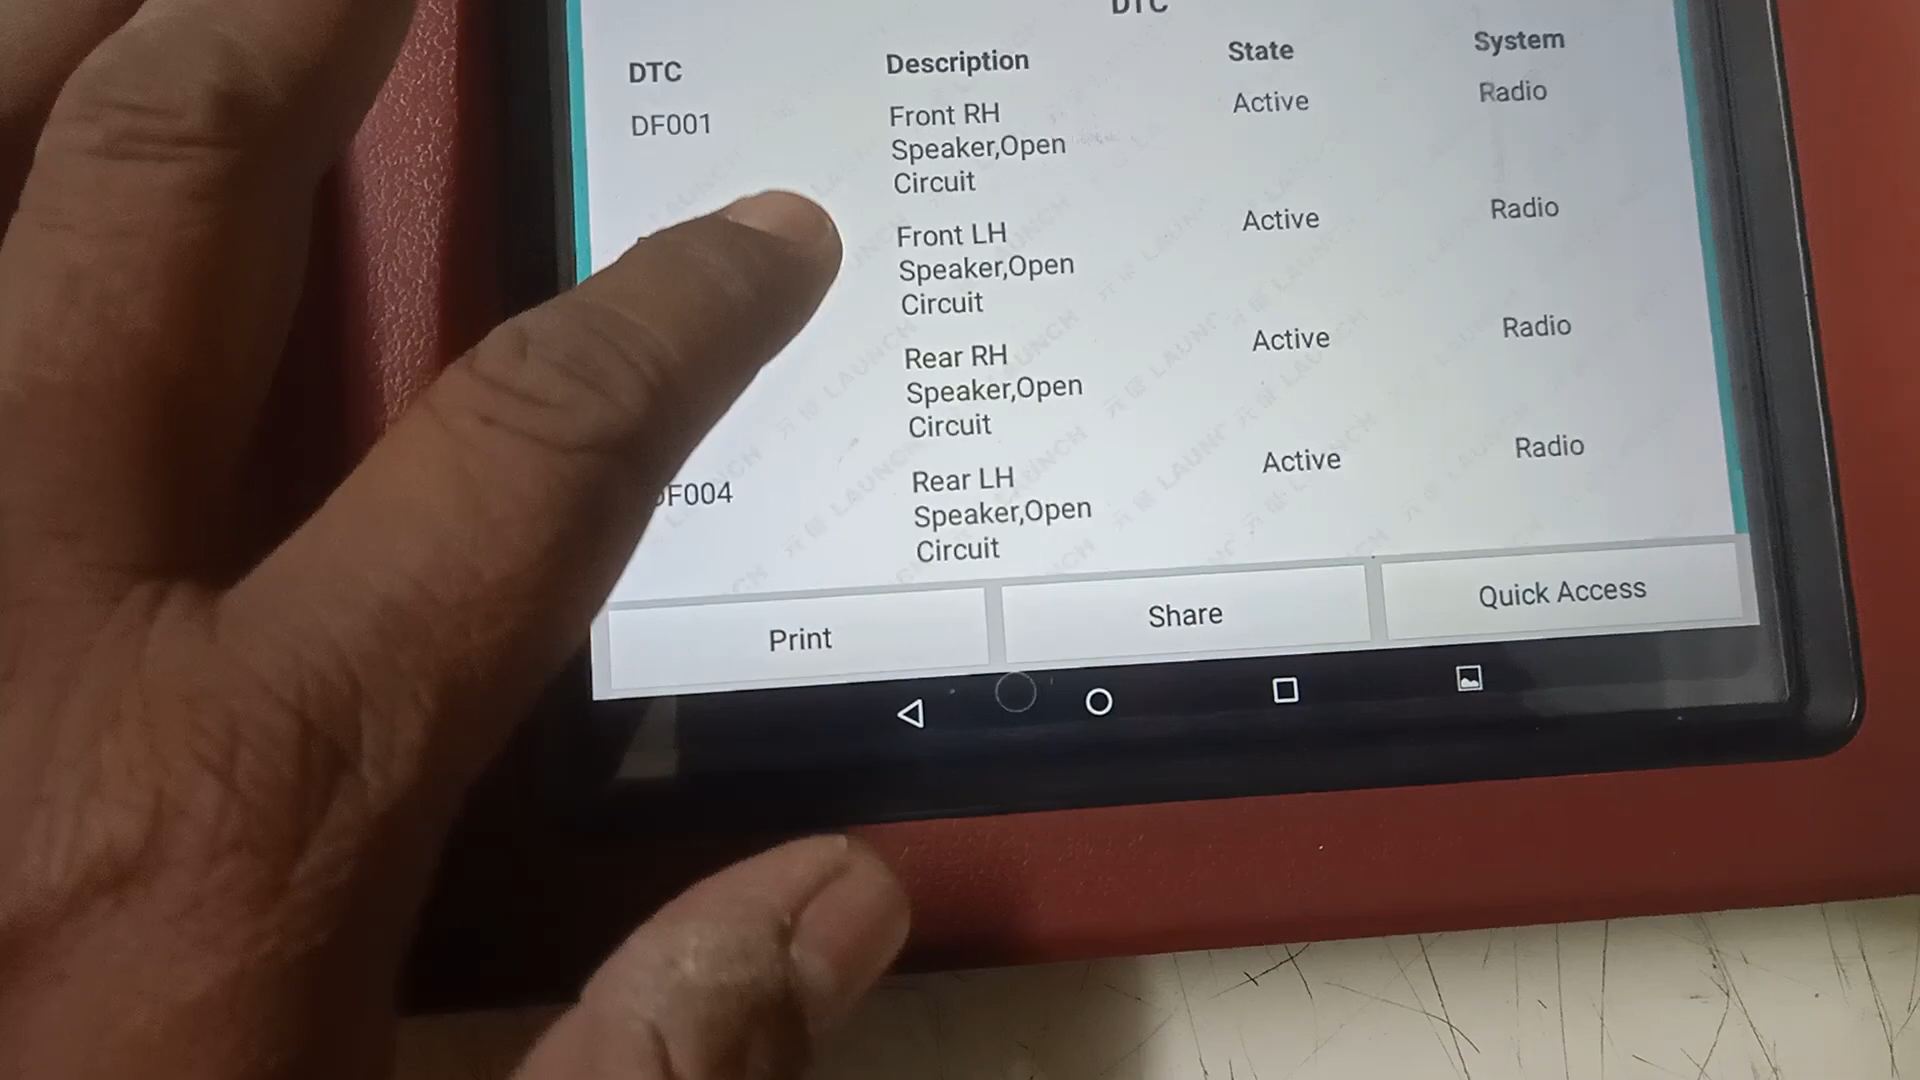 DTC
DTC Description State System
DF001 Front RH Active Radio
Speaker,Open
Circuit
Front LH Active Radio
Speaker,Open
Circuit
Rear RH Active Radio
Speaker,Open
Circuit
DF004 Rear LH Active Radio
Speaker,Open
Circuit
Print Share Quick Access